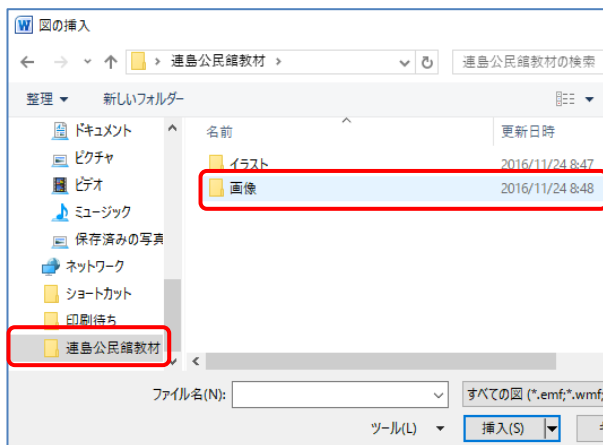 図の挿入
連島公民館教材
連島公民館教材の検索
整理
新しいフォルダー
ドキュメント
ピクチャ
ビデオ
ミュージック
保存済みの写真
ネットワーク
ショートカット
印刷待ち
連島公民館教材
名前
更新日時
イラスト
2016/11/24 8:47
画像
2016/11/24 8:48
ファイル名(N):
すべての図 (*.emf;*.wmf;
ツール(L)
挿入(S)